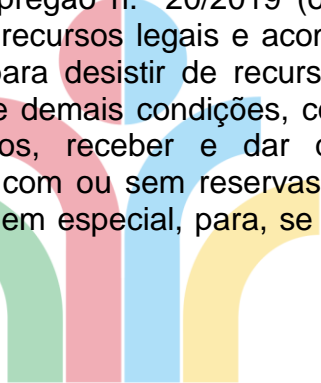 pregão n. 20/2019 (o
recursos legais e acor
para desistir de recurs
e demais condições, co
os, receber e dar c
com ou sem reservas
em especial, para, se